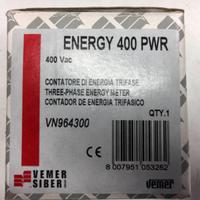 ENERGY 400 PWR
400 Vac
CONTATORE DI ENERGIA TRIFASE
THREE-PHASE ENERGY METER
CONTADOR DE ENERGIA TRIFASICO
QTY.1
VN964300
CE
VEMER
SIBER
8 007951 053262
vemer